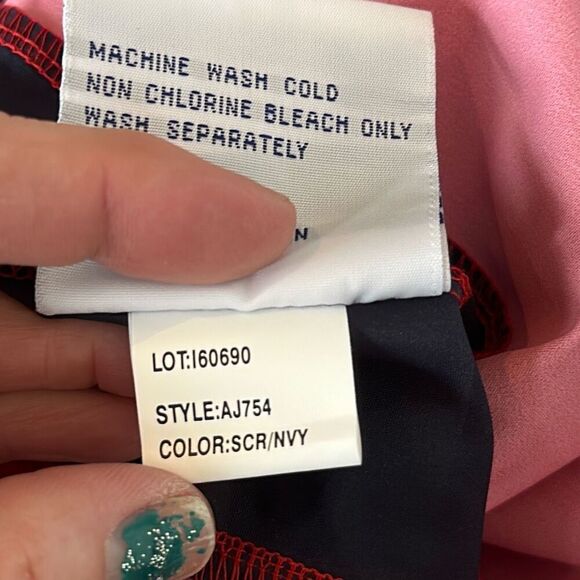 MACHINE WASH COLD
NON CHLORINE BLEACH ONLY
WASH SEPARATELY
N
LOT:I60690
STYLE:AJ754
COLOR:SCR/NVY